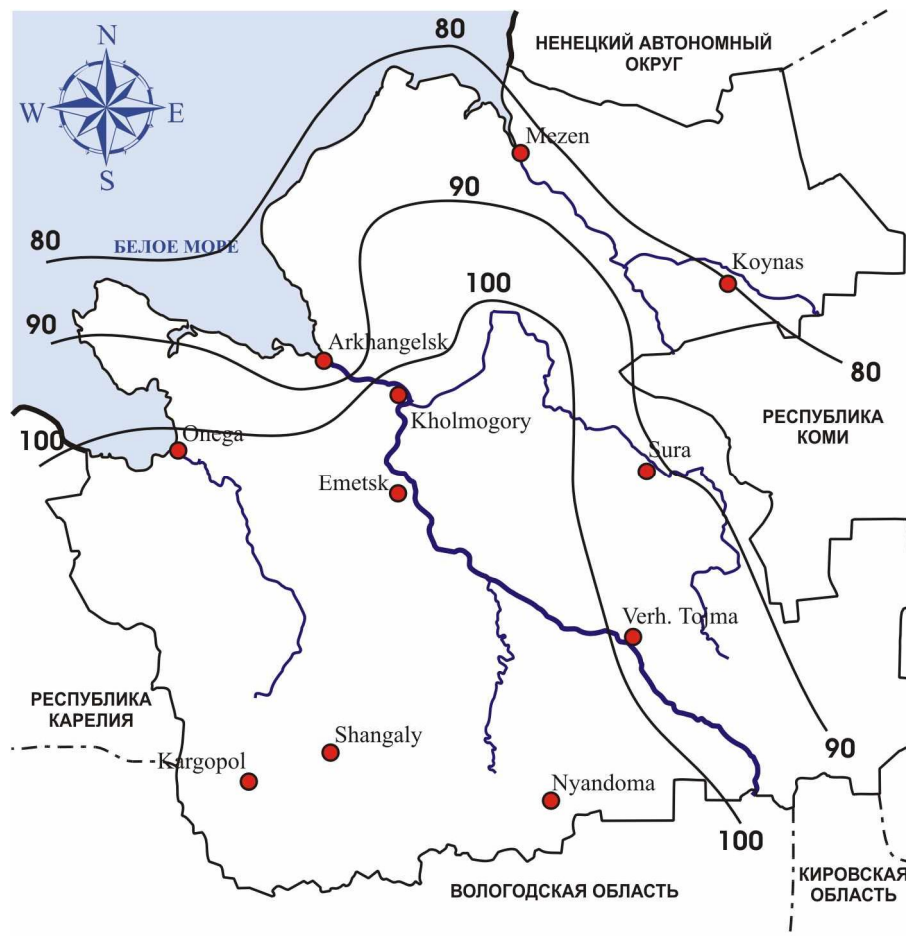 80
НЕНЕЦКИЙ АВТОНОМНЫЙ
ОКРУГ
N
W
E
S
Mezen
90
80
БЕЛОЕ МОРЕ
Koynas
100
90
Arkhangelsk
80
Kholmogory
РЕСПУБЛИКА
КОМИ
100
Onega
Sura
Emetsk
Verh. Tojma
РЕСПУБЛИКА
КАРЕЛИЯ
Shangaly
90
Kargopol
Nyandoma
100
КИРОВСКАЯ
ОБЛАСТЬ
ВОЛОГОДСКАЯ ОБЛАСТЬ